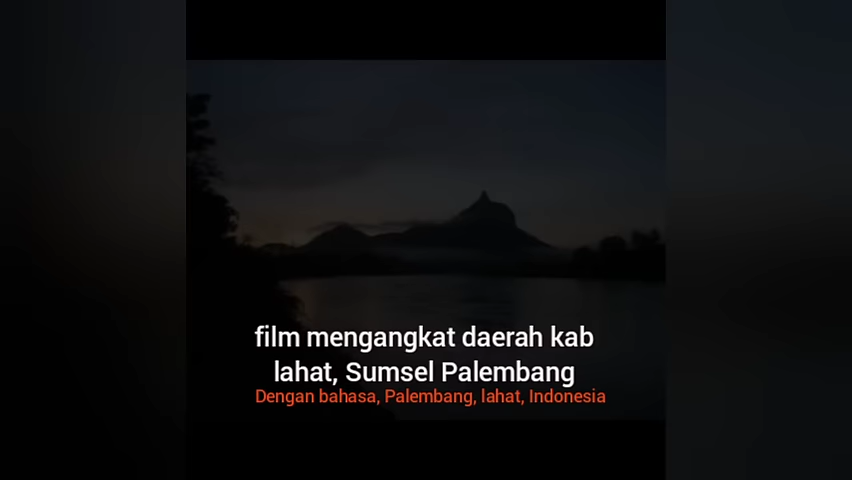 film mengangkat daerah kab
lahat, Sumsel Palembang
Dengan bahasa, Palembang, lahat, Indonesia